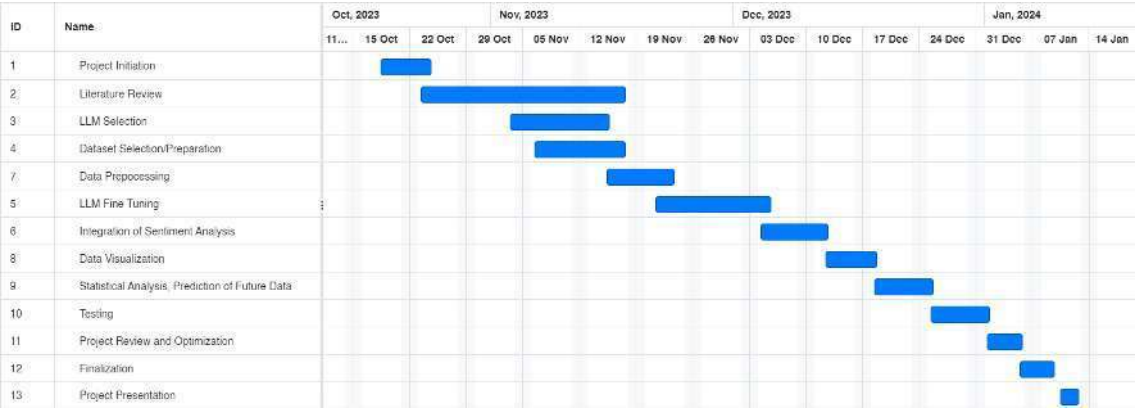 ID Name Oct, 2023 Nov, 2023 Dec, 2023 Jan, 2024
11... 15 Oct 22 Oct 29 Oct 05 Nov 12 Nov 19 Nov 26 Nov 03 Dec 10 Dec 17 Dec 24 Dec 31 Dec 07 Jan 14 Jan
1 Project Initiation
2 Literature Review
3 LLM Selection
4 Dataset Selection/Preparation
7 Data Prepocessing
5 LLM Fine Tuning
6 Integration of Sentiment Analysis
8 Data Visualization
9 Statistical Analysis, Prediction of Future Data
10 Testing
11 Project Review and Optimization
12 Finalization
13 Project Presentation